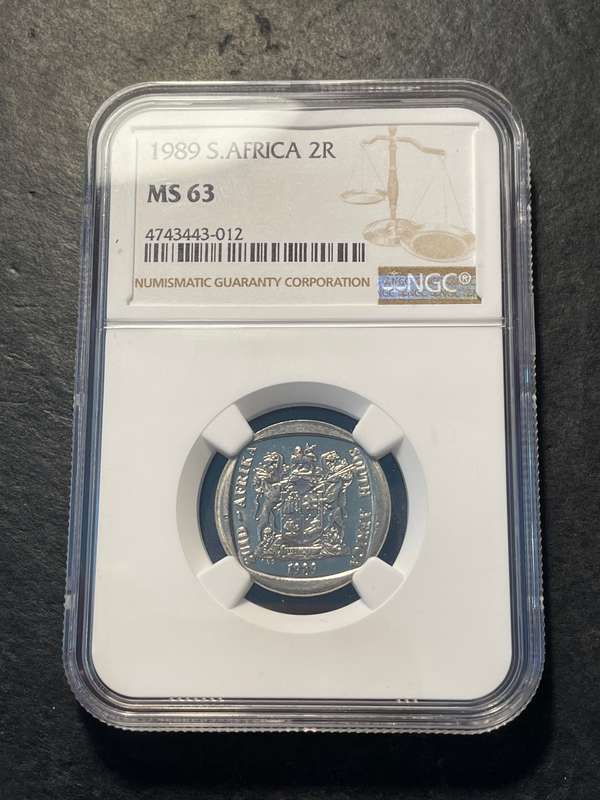 1989 S.AFRICA 2R
MS 63
4743443-012
NUMISMATIC GUARANTY CORPORATION
NGC®
SUID-AFRIKA
SOUTH AFRICA
1989